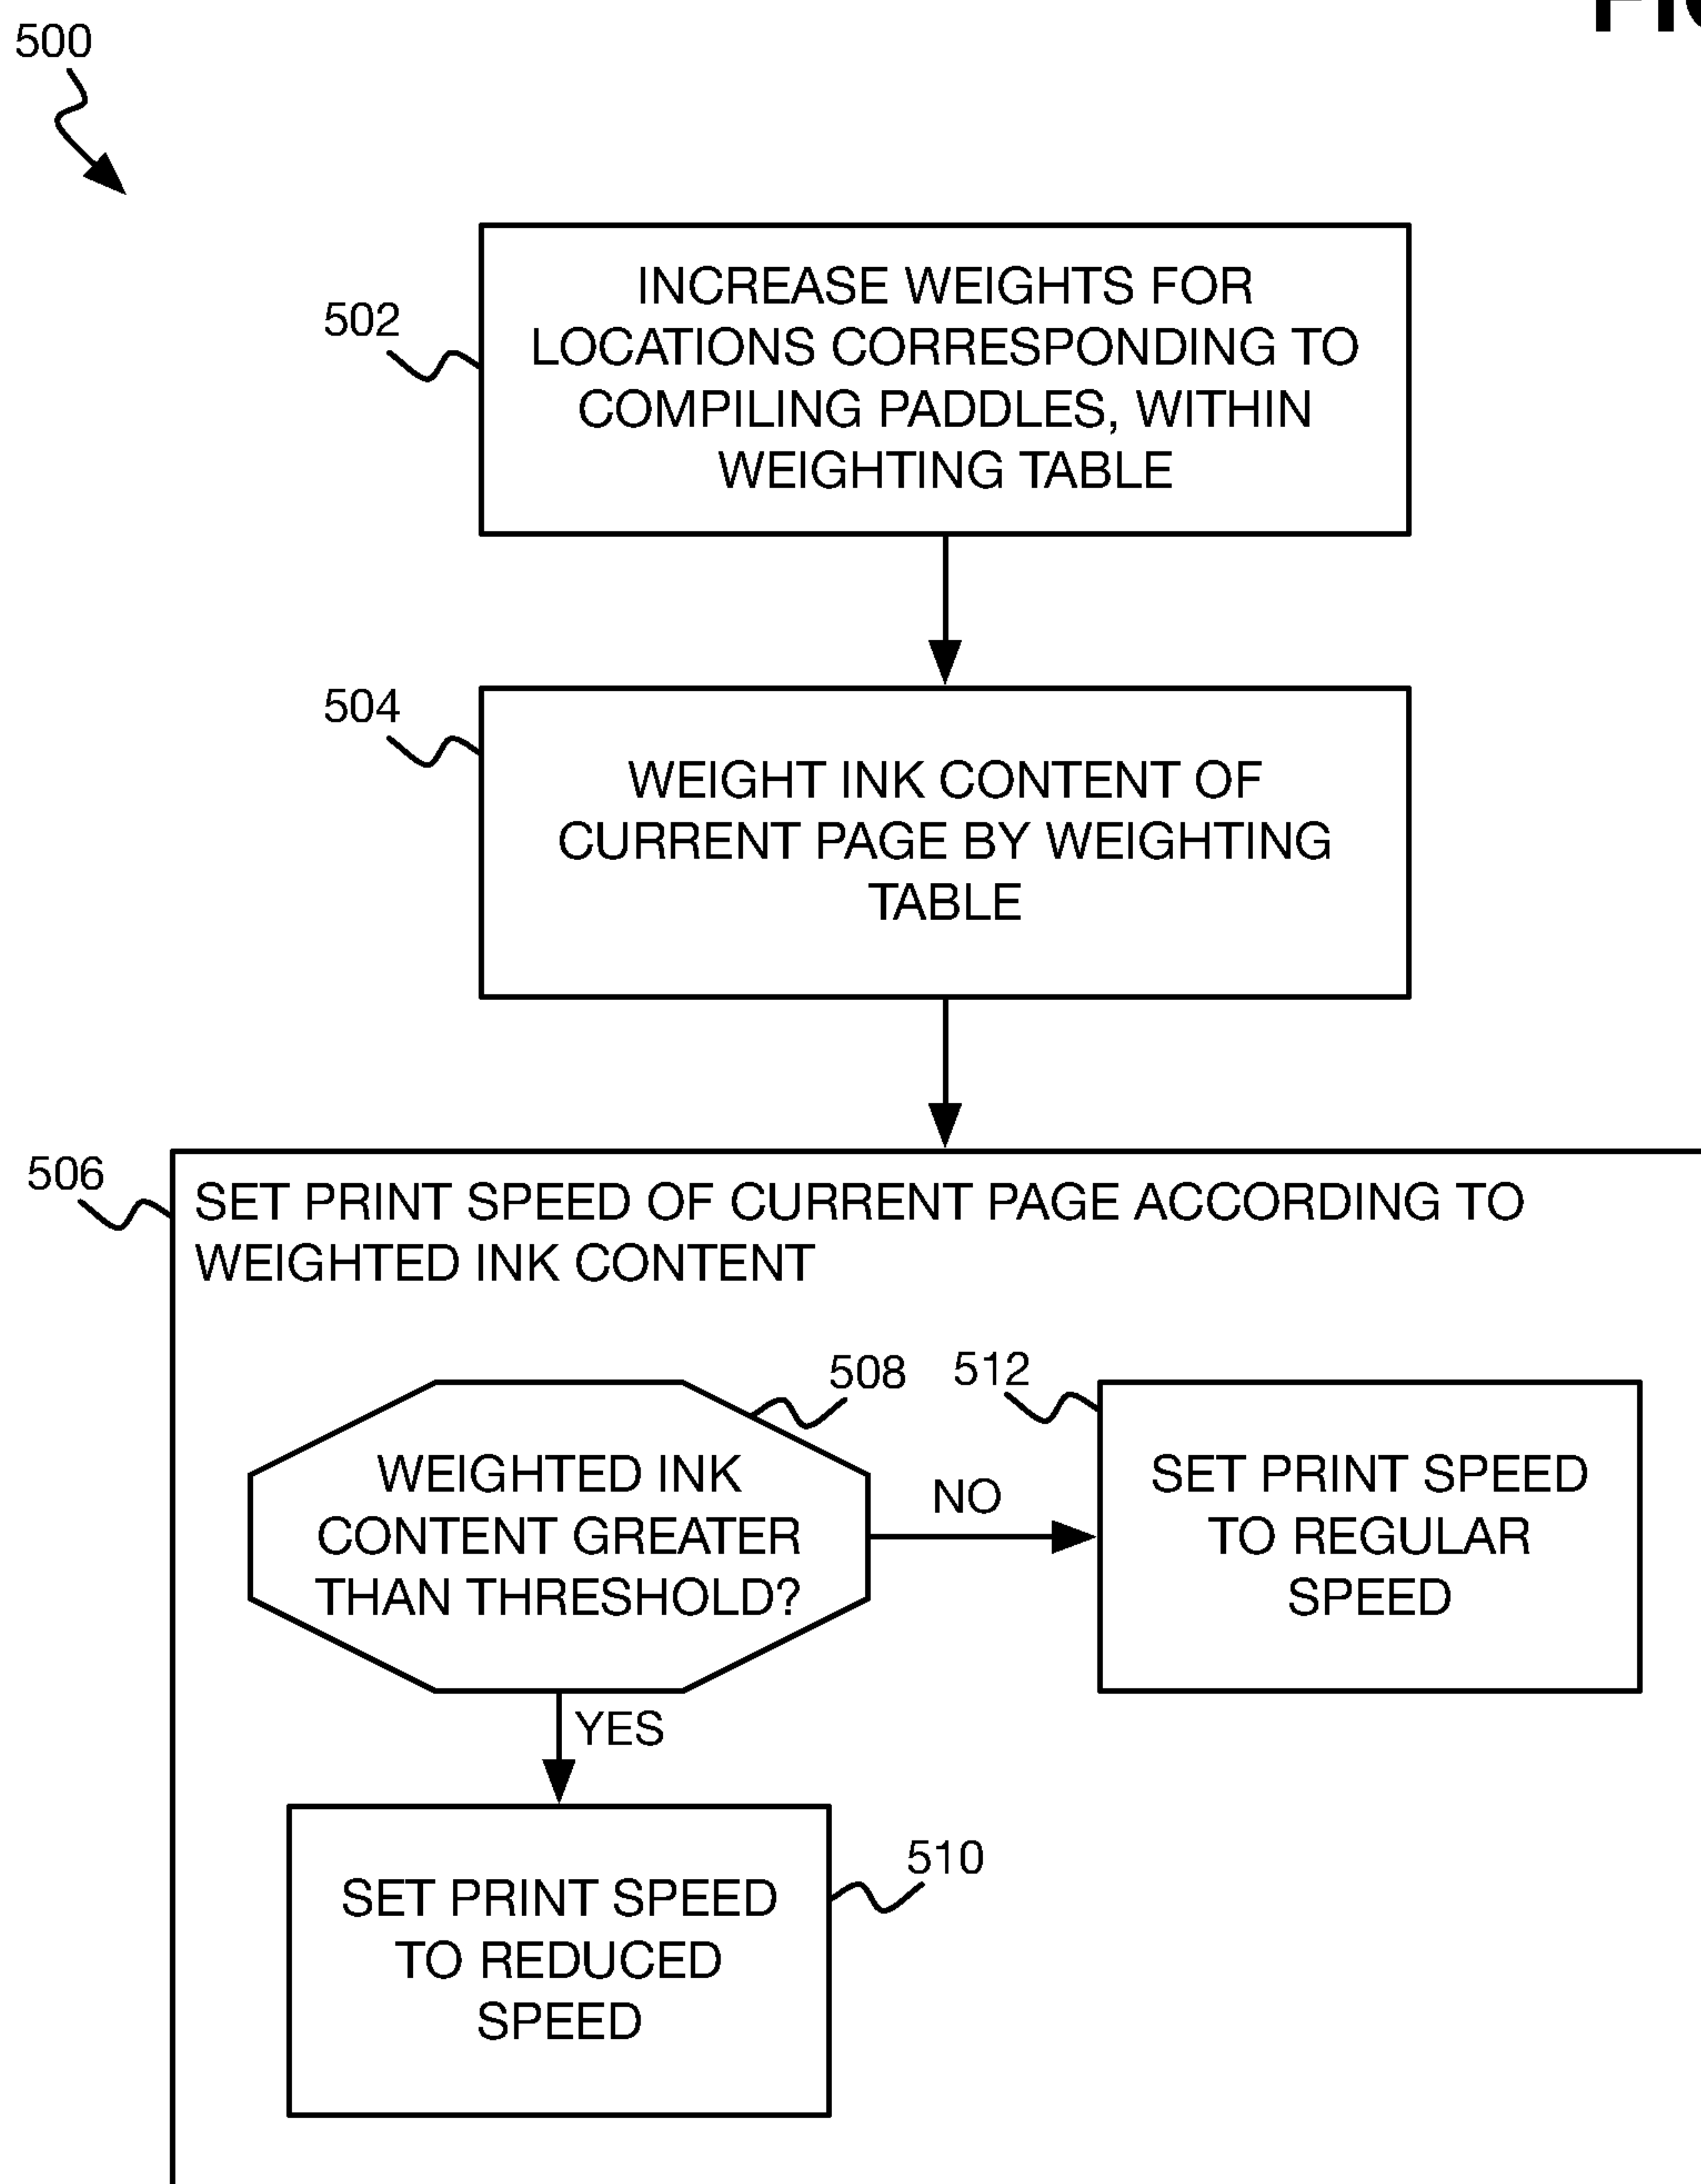 500
502
INCREASE WEIGHTS FOR
LOCATIONS CORRESPONDING TO
COMPILING PADDLES, WITHIN
WEIGHTING TABLE
504
WEIGHT INK CONTENT OF
CURRENT PAGE BY WEIGHTING
TABLE
506
SET PRINT SPEED OF CURRENT PAGE ACCORDING TO
WEIGHTED INK CONTENT
508
512
WEIGHTED INK
CONTENT GREATER
THAN THRESHOLD?
NO
SET PRINT SPEED
TO REGULAR
SPEED
YES
510
SET PRINT SPEED
TO REDUCED
SPEED